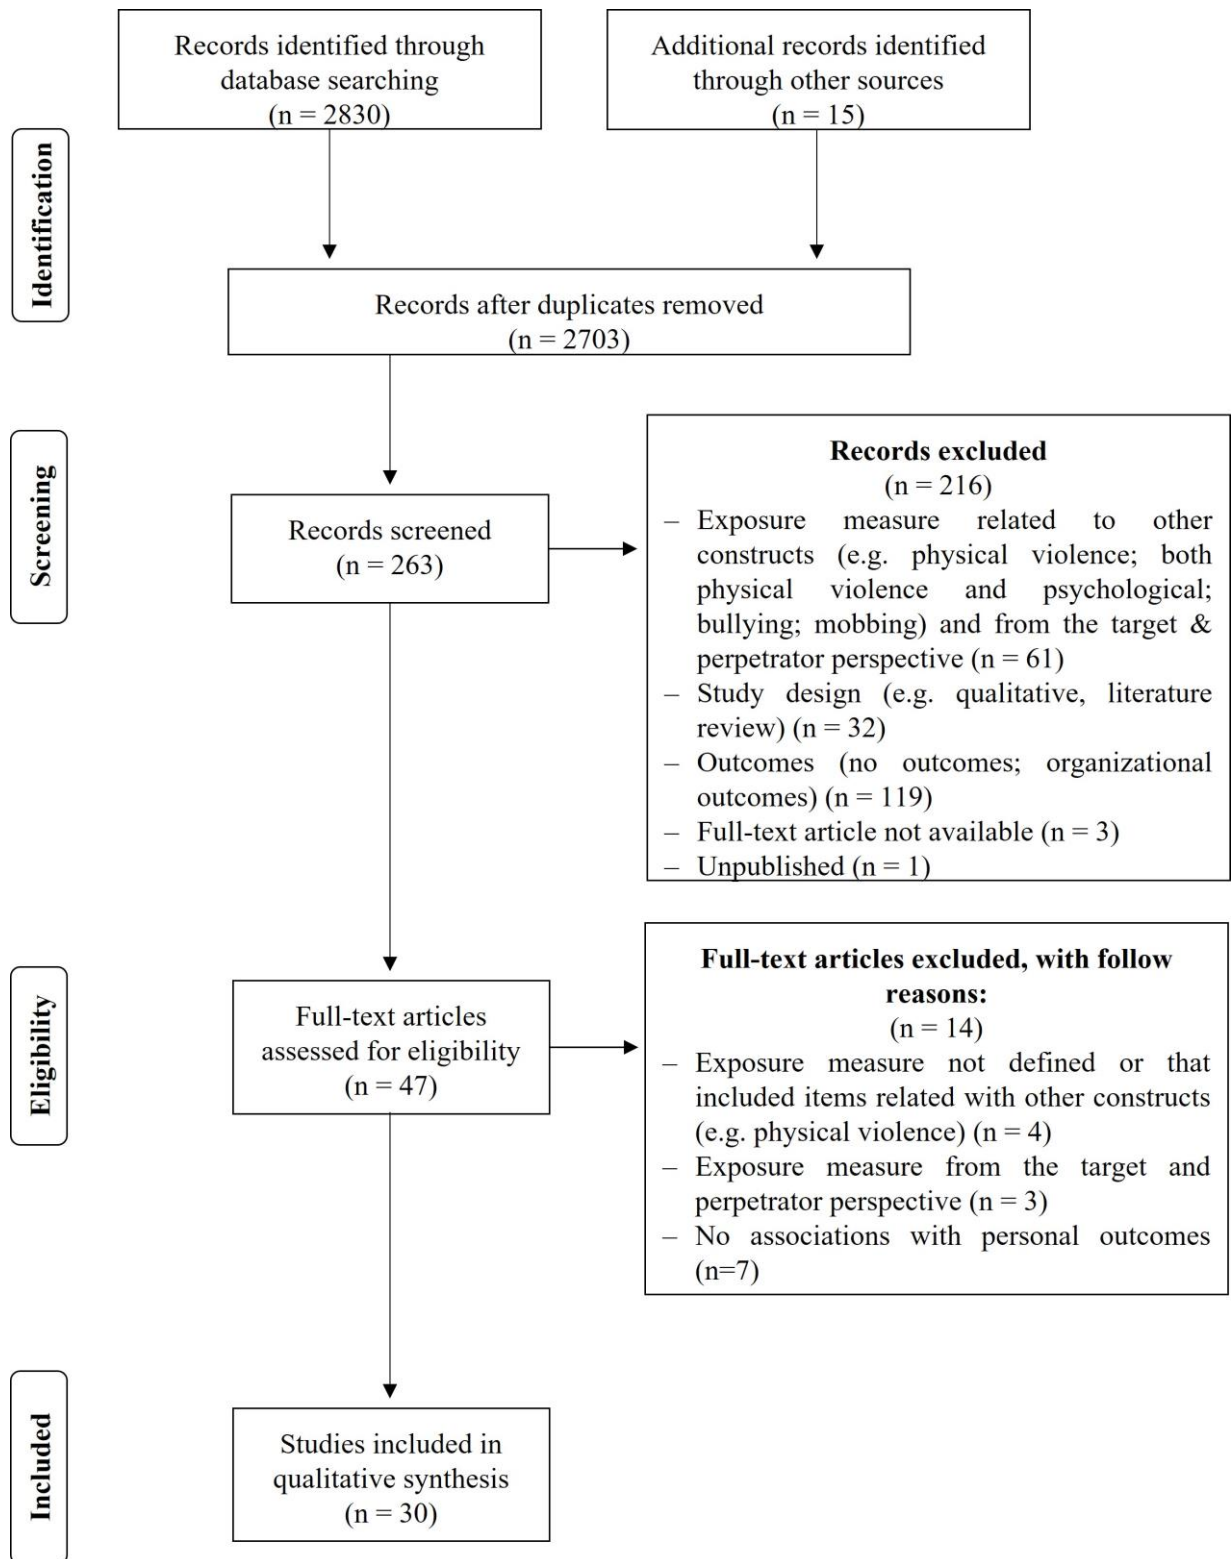 Records identified through
database searching
(n = 2830)
Additional records identified
through other sources
(n = 15)
Identification
Records after duplicates removed
(n = 2703)
Screening
Records screened
(n = 263)
Records excluded
(n = 216)
– Exposure measure related to other
constructs (e.g. physical violence; both
physical violence and psychological;
bullying; mobbing) and from the target &
perpetrator perspective (n = 61)
– Study design (e.g. qualitative, literature
review) (n = 32)
– Outcomes (no outcomes; organizational
outcomes) (n = 119)
– Full-text article not available (n = 3)
– Unpublished (n = 1)
Eligibility
Full-text articles
assessed for eligibility
(n = 47)
Full-text articles excluded, with follow
reasons:
(n = 14)
– Exposure measure not defined or that
included items related with other constructs
(e.g. physical violence) (n = 4)
– Exposure measure from the target and
perpetrator perspective (n = 3)
– No associations with personal outcomes
(n=7)
Included
Studies included in
qualitative synthesis
(n = 30)